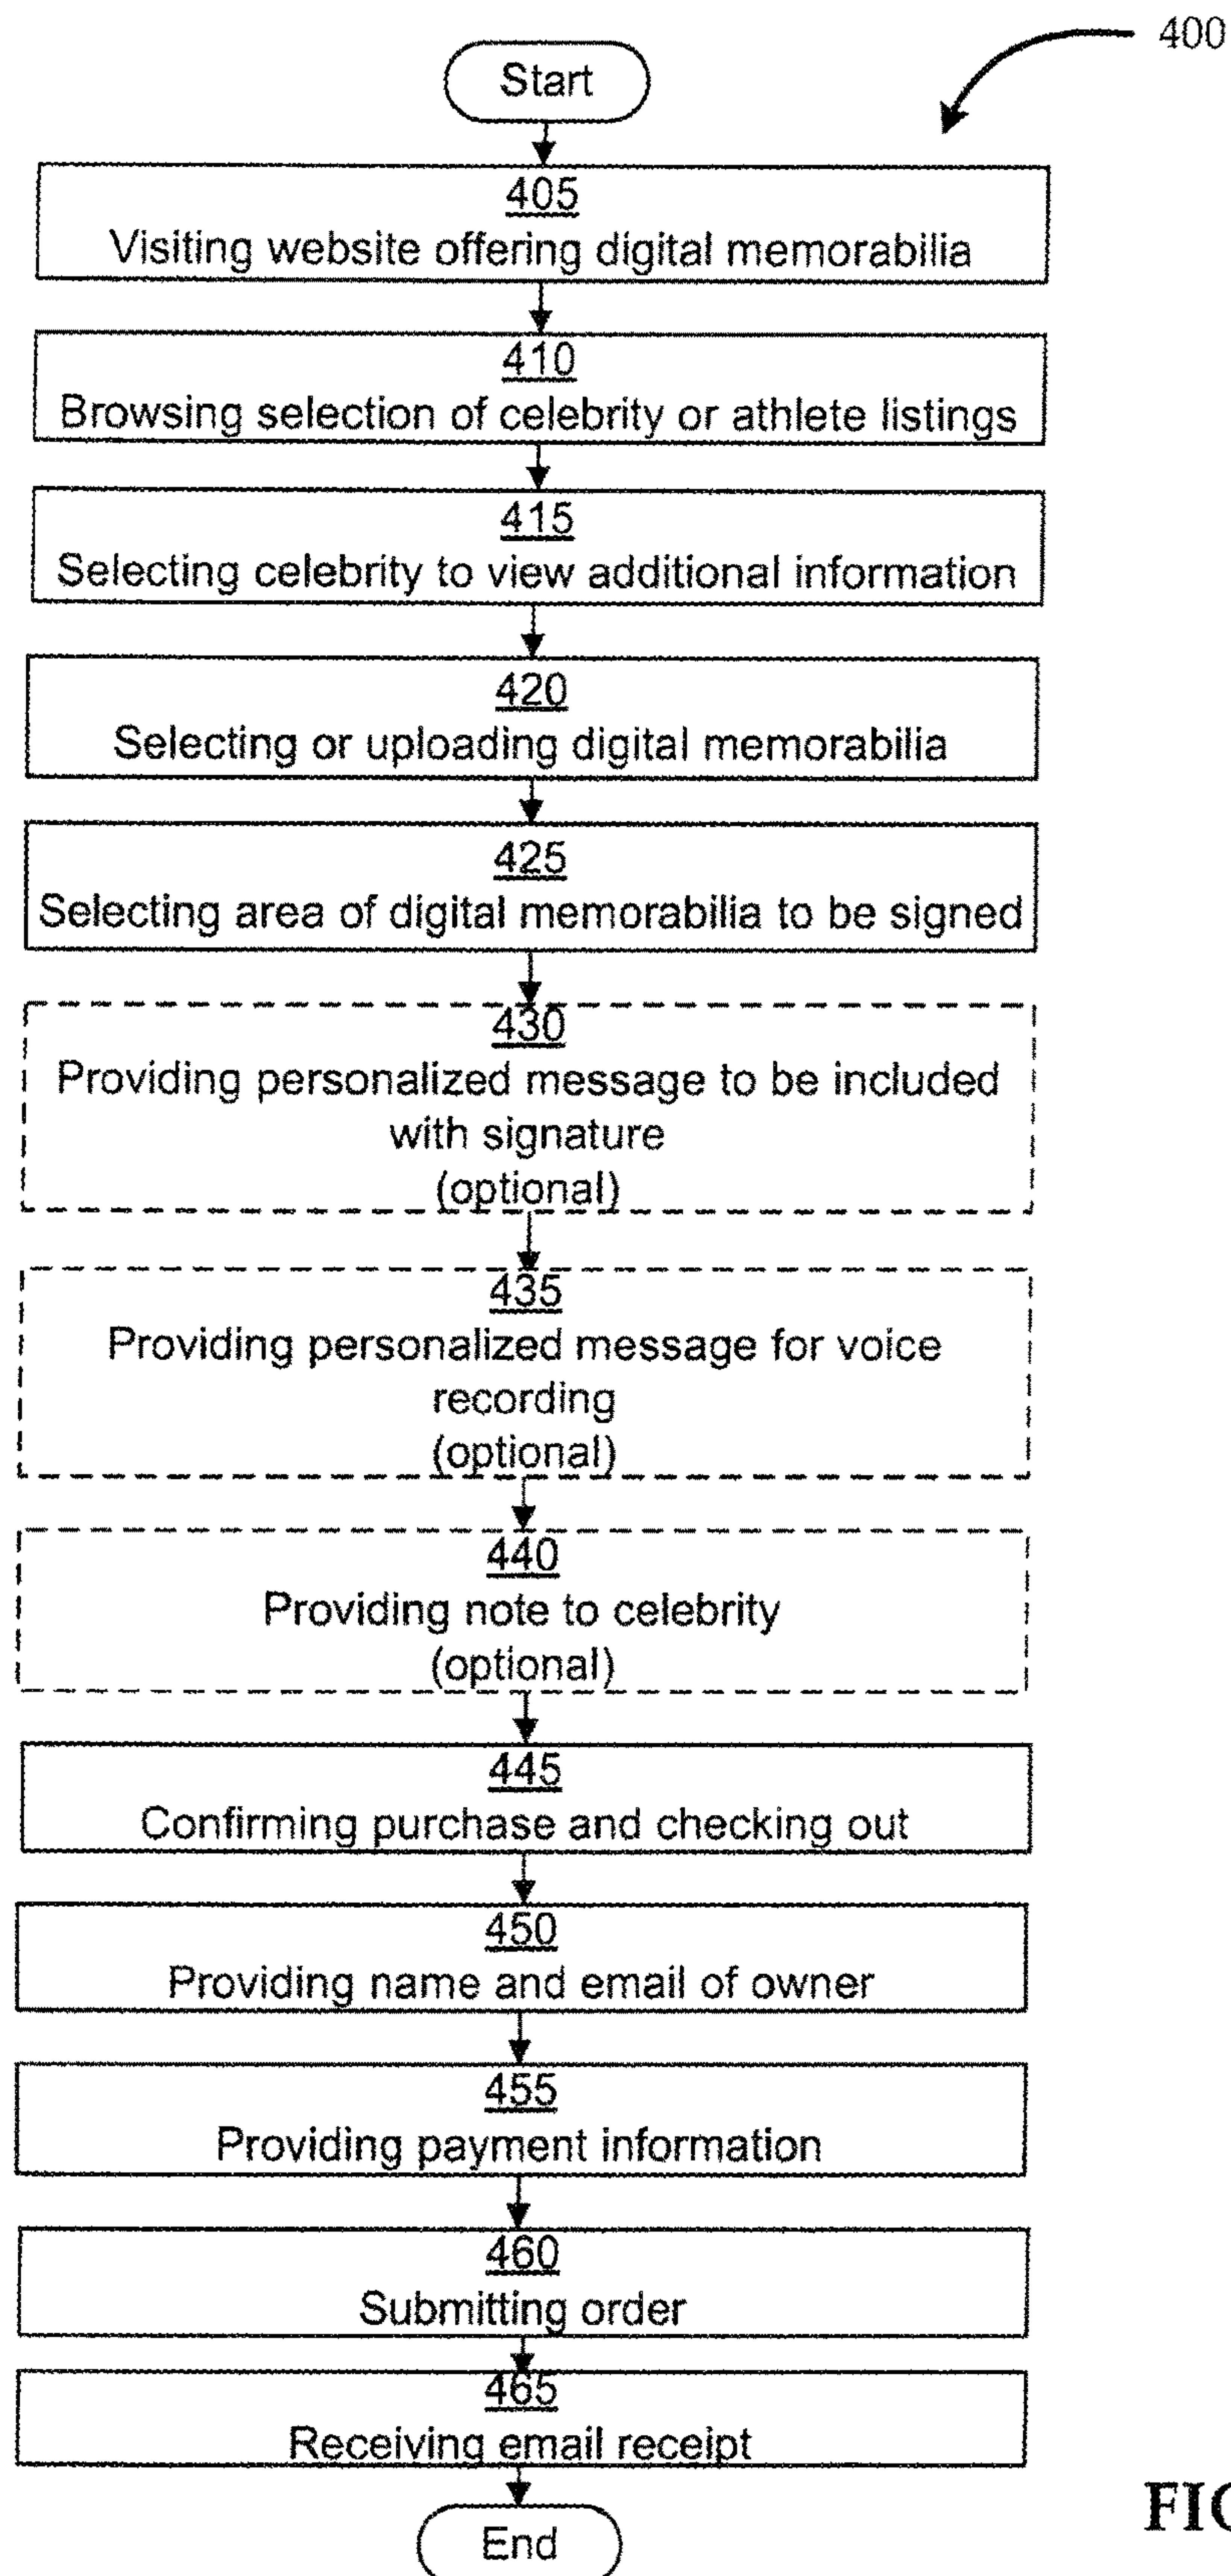 400
Start
405
Visiting website offering digital memorabilia
410
Browsing selection of celebrity or athlete listings
415
Selecting celebrity to view additional information
420
Selecting or uploading digital memorabilia
425
Selecting area of digital memorabilia to be signed
430
Providing personalized message to be included
with signature
(optional)
435
Providing personalized message for voice
recording
(optional)
440
Providing note to celebrity
(optional)
445
Confirming purchase and checking out
450
Providing name and email of owner
455
Providing payment information
460
Submitting order
465
Receiving email receipt
End